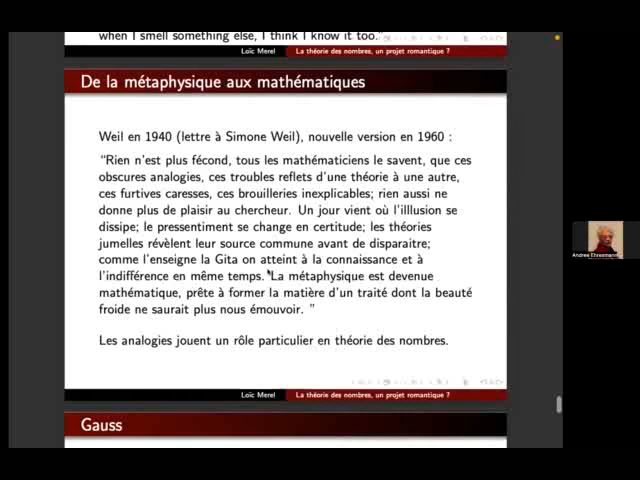 when I smell something else, I think I know it too."
Loïc Merel La théorie des nombres, un projet romantique ?
De la métaphysique aux mathématiques
Weil en 1940 (lettre à Simone Weil), nouvelle version en 1960 :
“Rien n'est plus fécond, tous les mathématiciens le savent, que ces
obscures analogies, ces troubles reflets d'une théorie à une autre,
ces furtives caresses, ces brouilleries inexplicables; rien aussi ne
donne plus de plaisir au chercheur. Un jour vient où l'illlusion se
dissipe; le pressentiment se change en certitude; les théories
jumelles révèlent leur source commune avant de disparaitre;
comme l'enseigne la Gita on atteint à la connaissance et à
l'indifférence en même temps. La métaphysique est devenue
mathématique, prête à former la matière d'un traité dont la beauté
froide ne saurait plus nous émouvoir. ”
Les analogies jouent un rôle particulier en théorie des nombres.
Loïc Merel La théorie des nombres, un projet romantique ?
Gauss
Andree Ehresmann